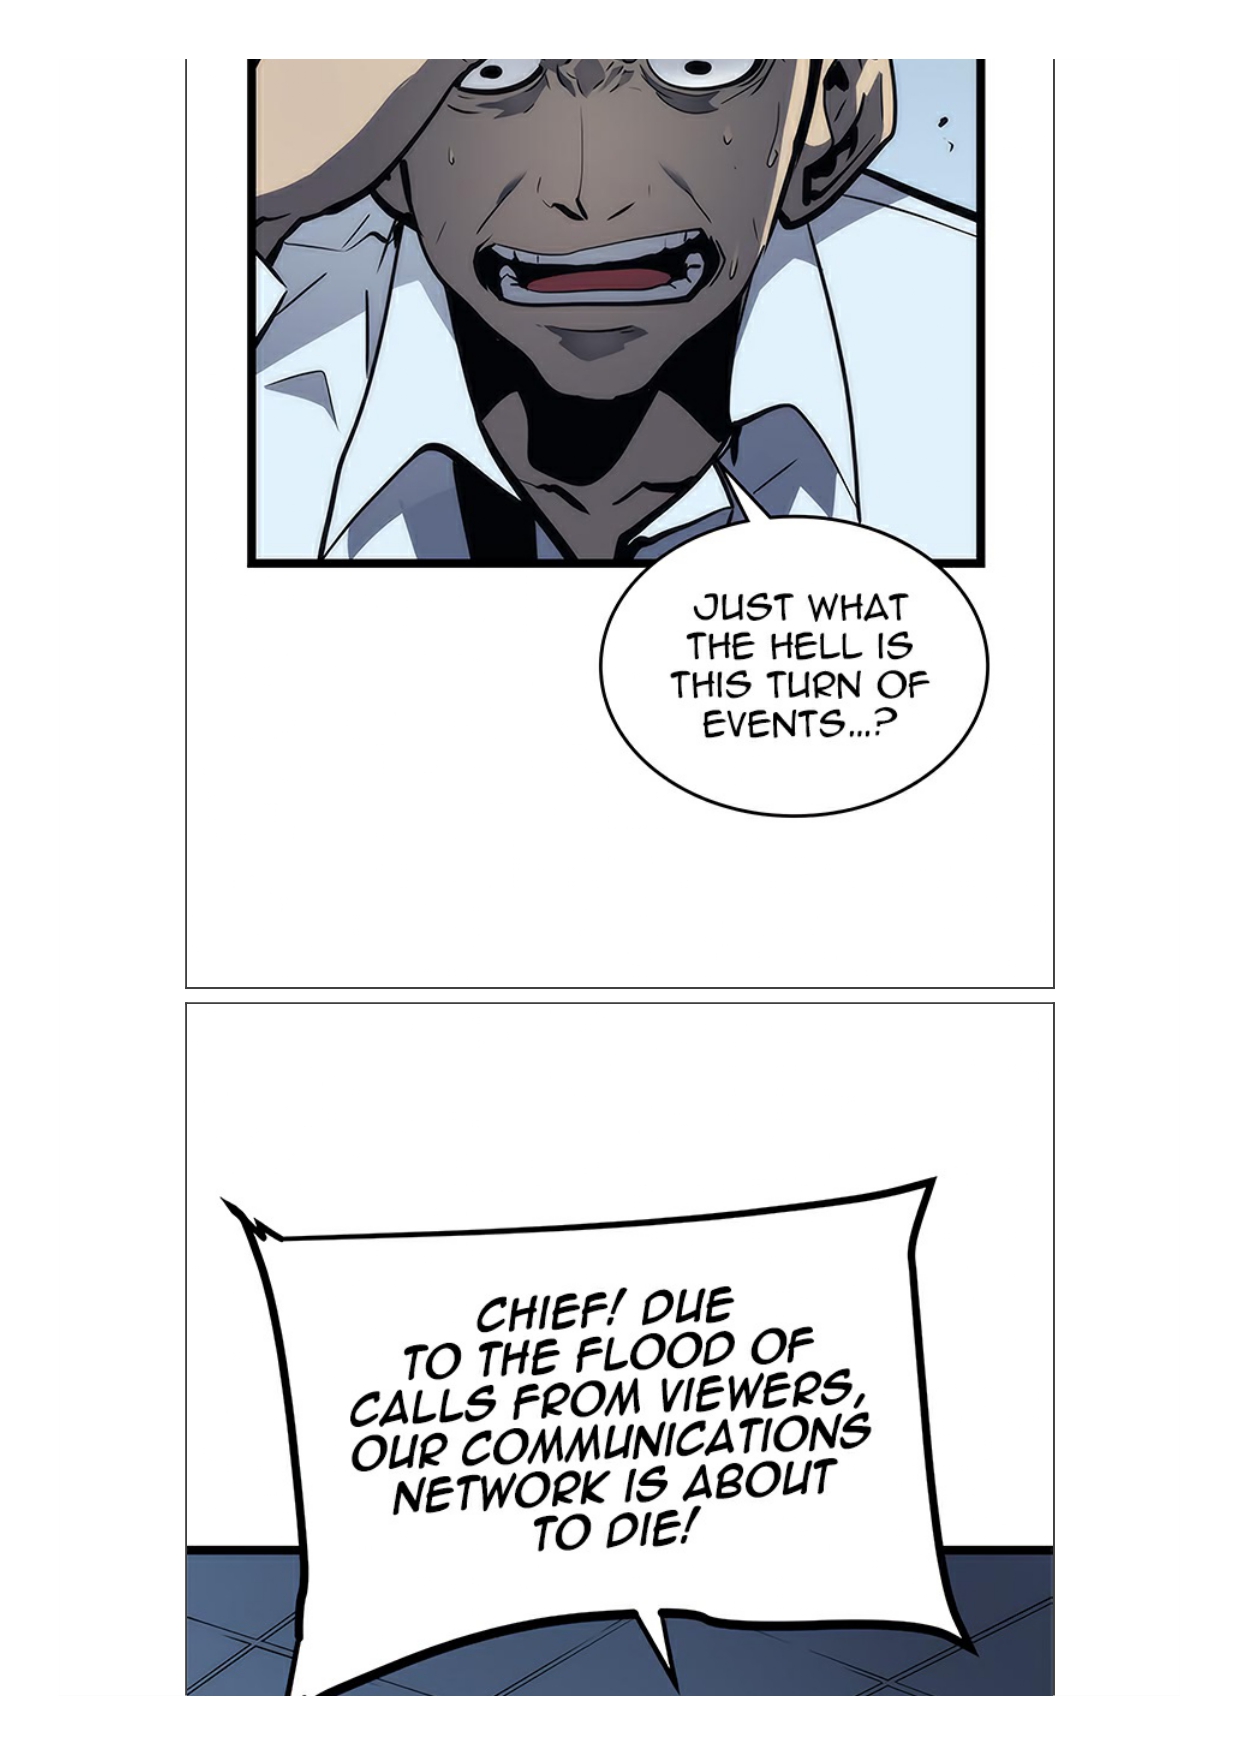 JUST WHAT
THE HELL IS
THIS TURN OF
EVENTS...?
CHIEF! DUE
TO THE FLOOD OF
CALLS FROM VIEWERS,
OUR COMMUNICATIONS
NETWORK IS ABOUT
TO DIE!